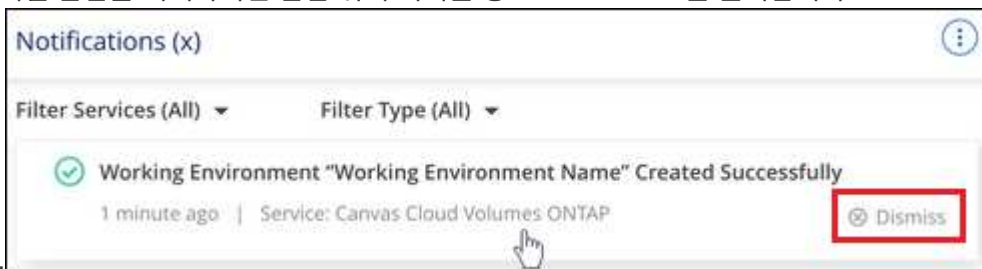 Notifications (x)
Filter Services (All) Filter Type (All)
Working Environment “Working Environment Name” Created Successfully
1 minute ago | Service: Canvas Cloud Volumes ONTAP Dismiss